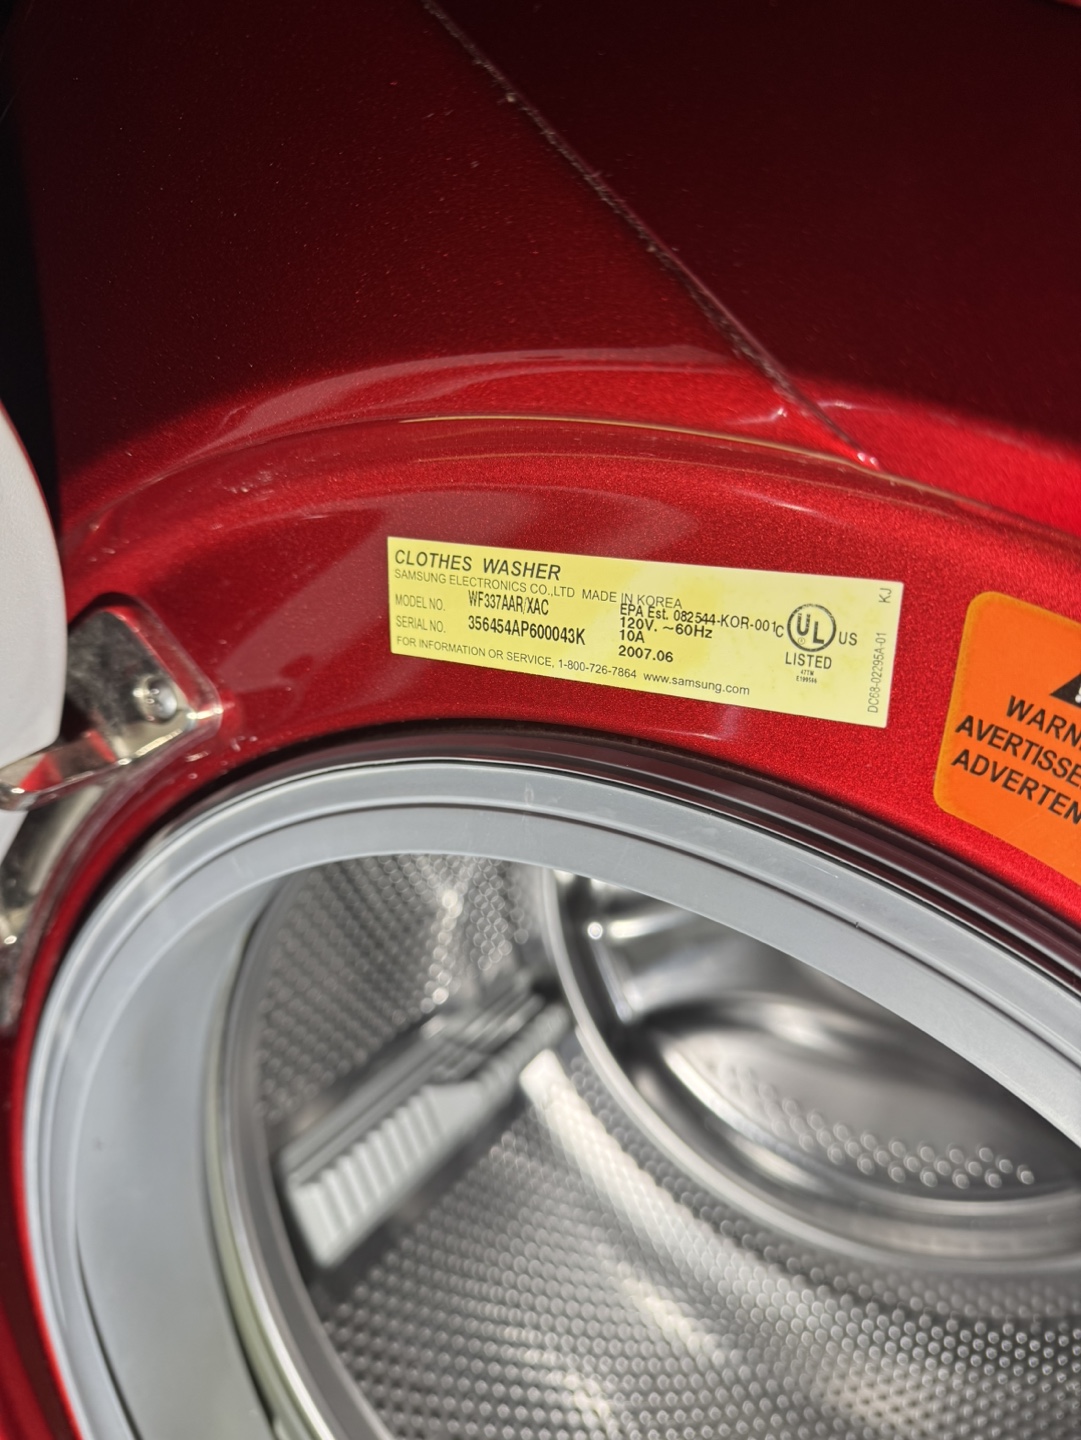 CLOTHES WASHER
SAMSUNG ELECTRONICS CO.,LTD MADE IN KOREA
MODEL NO. WF337AAR/XAC
SERIAL NO. 356454AP600043K
EPA Est. 082544-KOR-001
120V. ~60Hz
10A
2007.06
FOR INFORMATION OR SERVICE, 1-800-726-7864 www.samsung.com
C UL US
LISTED
KJ
DC68-02295A-01
WARN
AVERTISSE
ADVERTEN